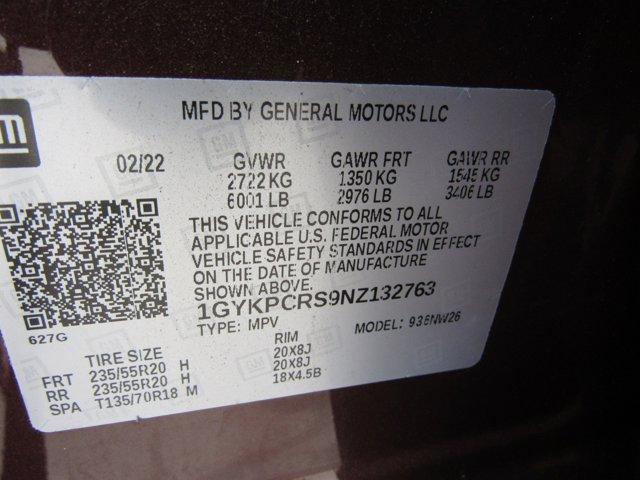 GM
MFD BY GENERAL MOTORS LLC
02/22 GVWR GAWR FRT GAWR RR
2722 KG 1350 KG 1545 KG
6001 LB 2976 LB 3406 LB
THIS VEHICLE CONFORMS TO ALL
APPLICABLE U.S. FEDERAL MOTOR
VEHICLE SAFETY STANDARDS IN EFFECT
ON THE DATE OF MANUFACTURE
SHOWN ABOVE.
1GYKPCRS9NZ132763
627G TYPE: MPV MODEL: 936NW26
TIRE SIZE RIM
FRT 235/55R20 H 20X8J
RR 235/55R20 H 20X8J
SPA T135/70R18 M 18X4.5B